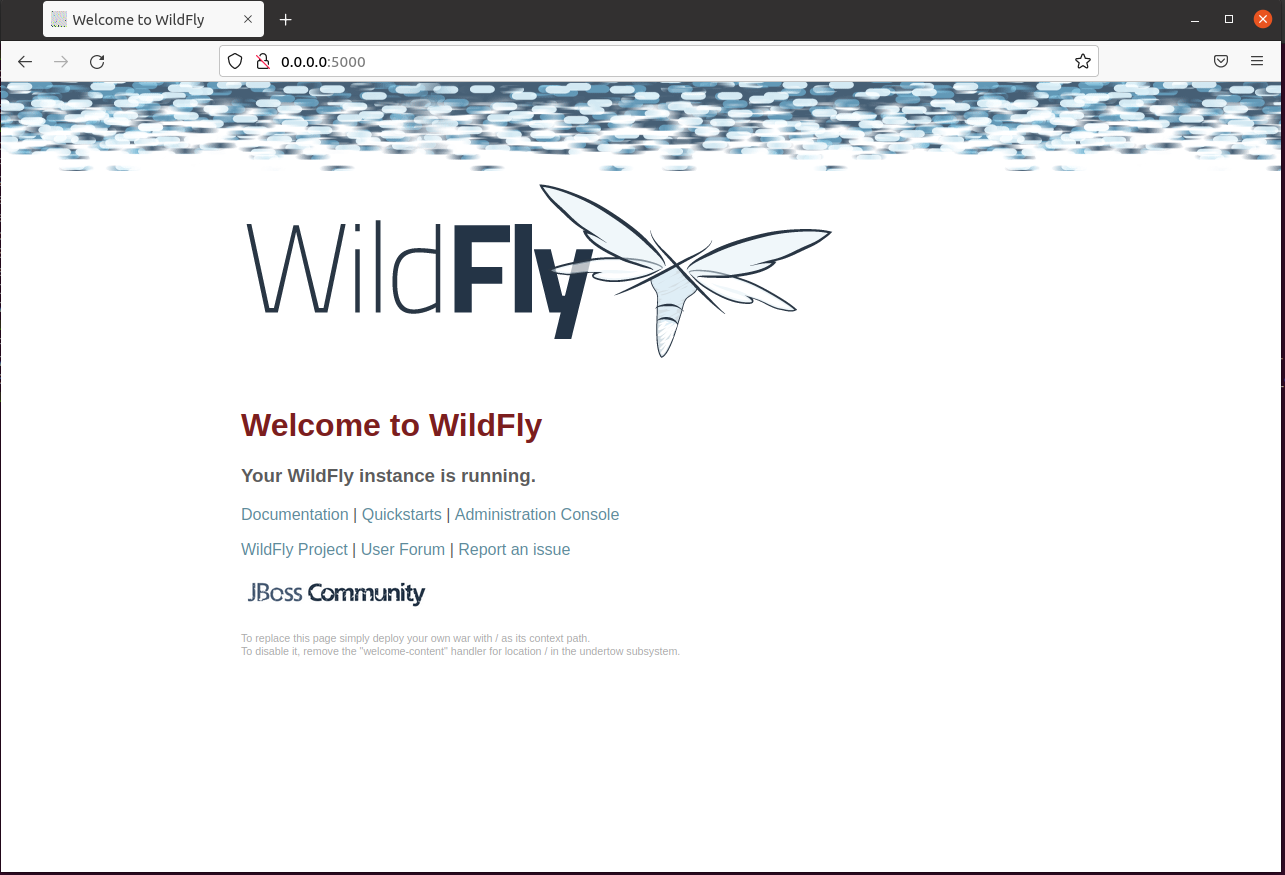 Welcome to WildFly
0.0.0.0:5000
WildFly
Welcome to WildFly
Your WildFly instance is running.
Documentation | Quickstarts | Administration Console
WildFly Project | User Forum | Report an issue
JBoss Community
To replace this page simply deploy your own war with / as its context path.
To disable it, remove the "welcome-content" handler for location / in the undertow subsystem.